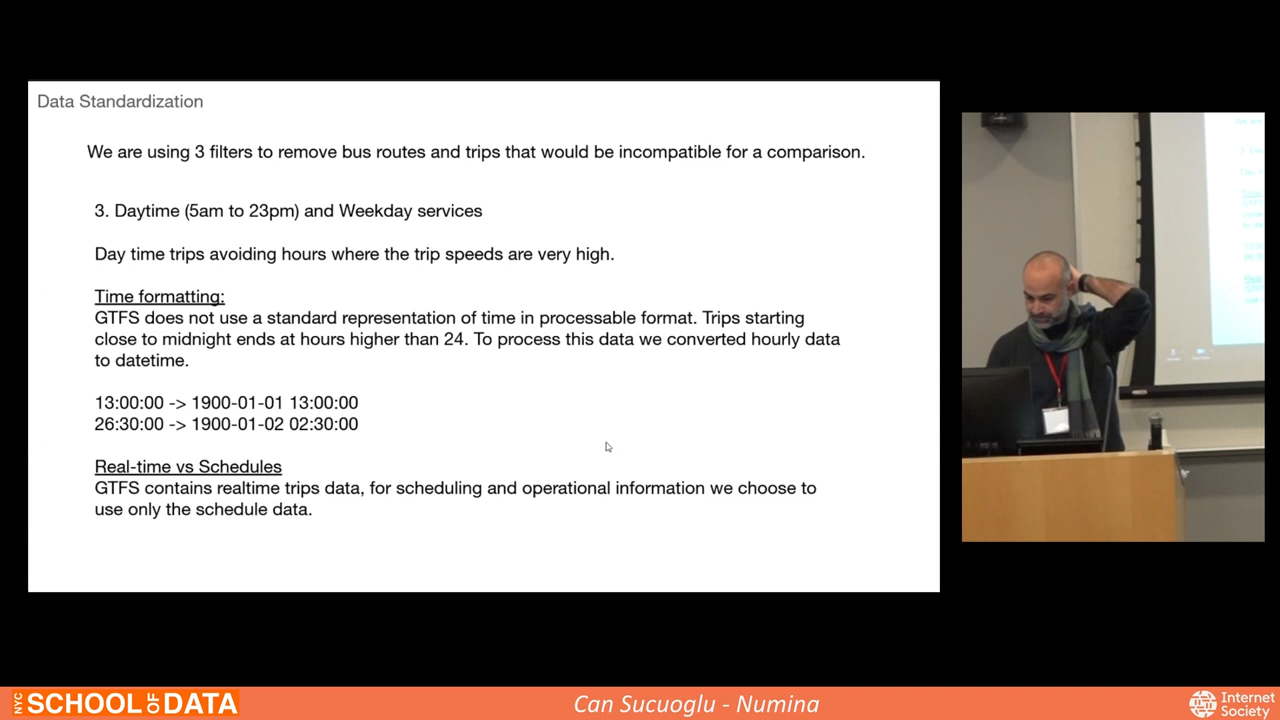 Data Standardization
We are using 3 filters to remove bus routes and trips that would be incompatible for a comparison.
3. Daytime (5am to 23pm) and Weekday services
Day time trips avoiding hours where the trip speeds are very high.
Time formatting:
GTFS does not use a standard representation of time in processable format. Trips starting
close to midnight ends at hours higher than 24. To process this data we converted hourly data
to datetime.
13:00:00 -> 1900-01-01 13:00:00
26:30:00 -> 1900-01-02 02:30:00
Real-time vs Schedules
GTFS contains realtime trips data, for scheduling and operational information we choose to
use only the schedule data.
NYC SCHOOL OF DATA
Can Sucuoglu - Numina
Internet
Society